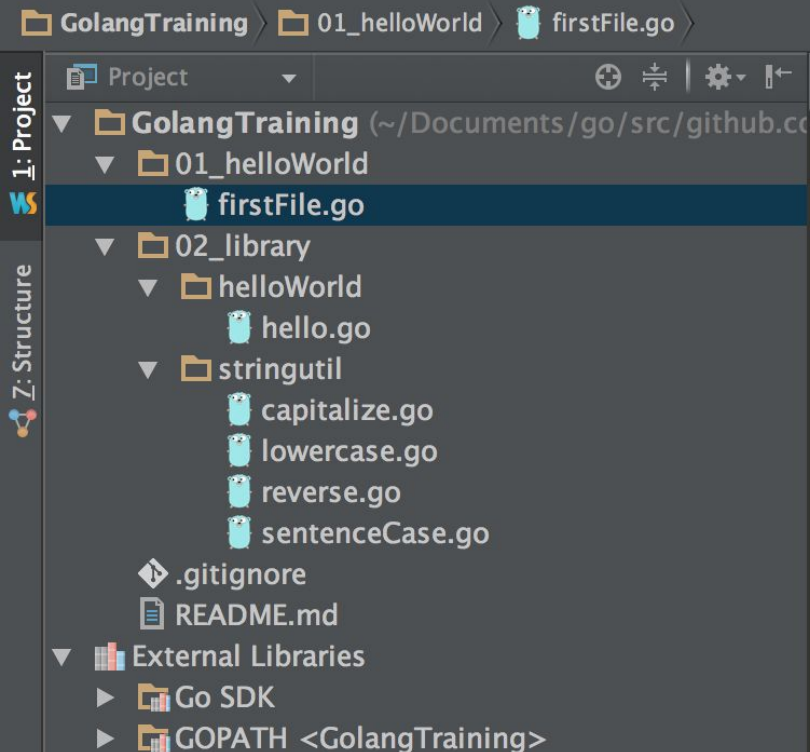 GolangTraining 01_helloWorld firstFile.go
1: Project
Z: Structure
Project
GolangTraining (~/Documents/go/src/github.cc
01_helloWorld
firstFile.go
02_library
helloWorld
hello.go
stringutil
capitalize.go
lowercase.go
reverse.go
sentenceCase.go
.gitignore
README.md
External Libraries
Go SDK
GOPATH <GolangTraining>